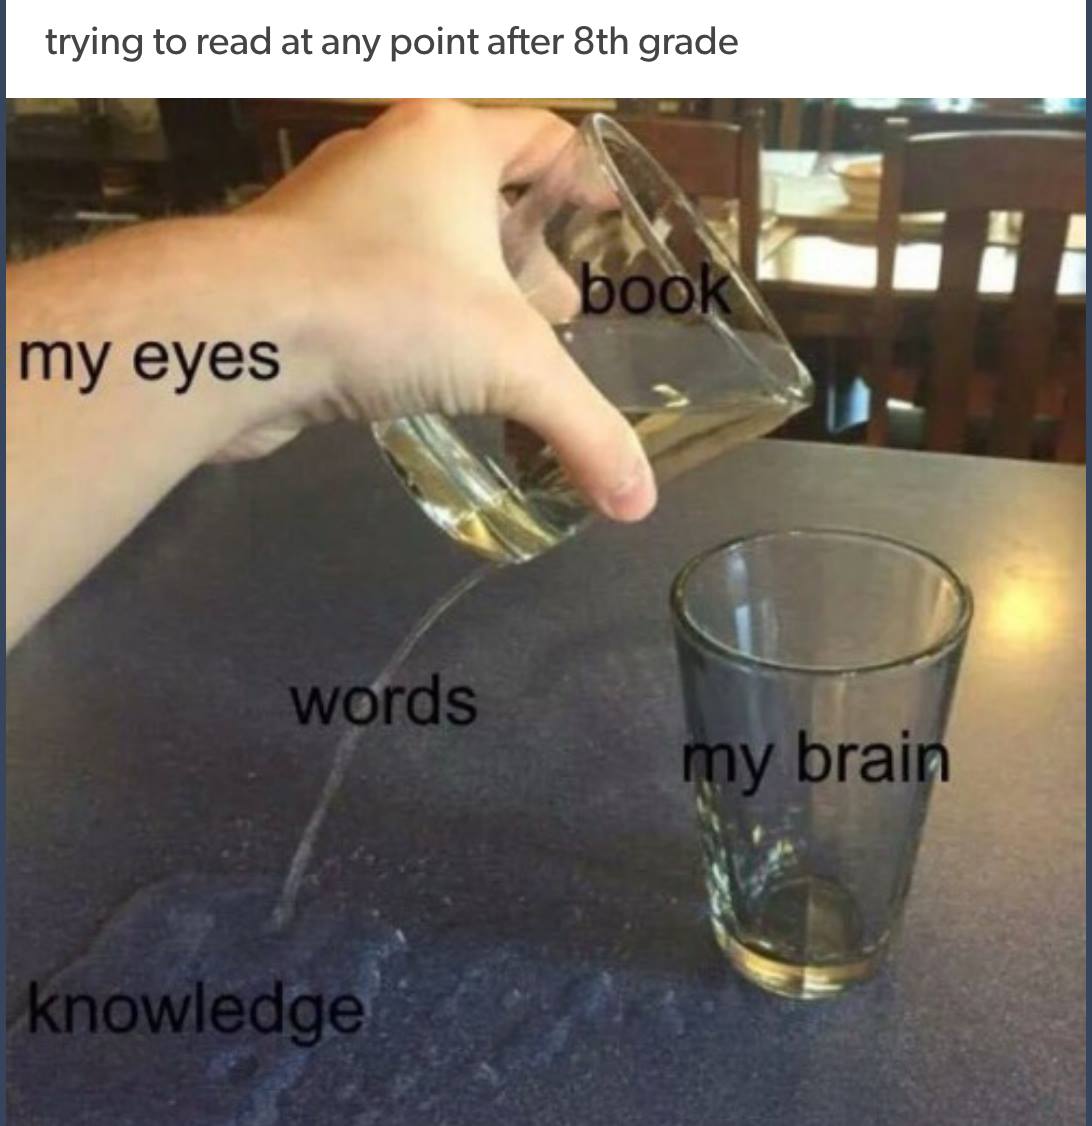 trying to read at any point after 8th grade
book
my eyes
words
my brain
knowledge